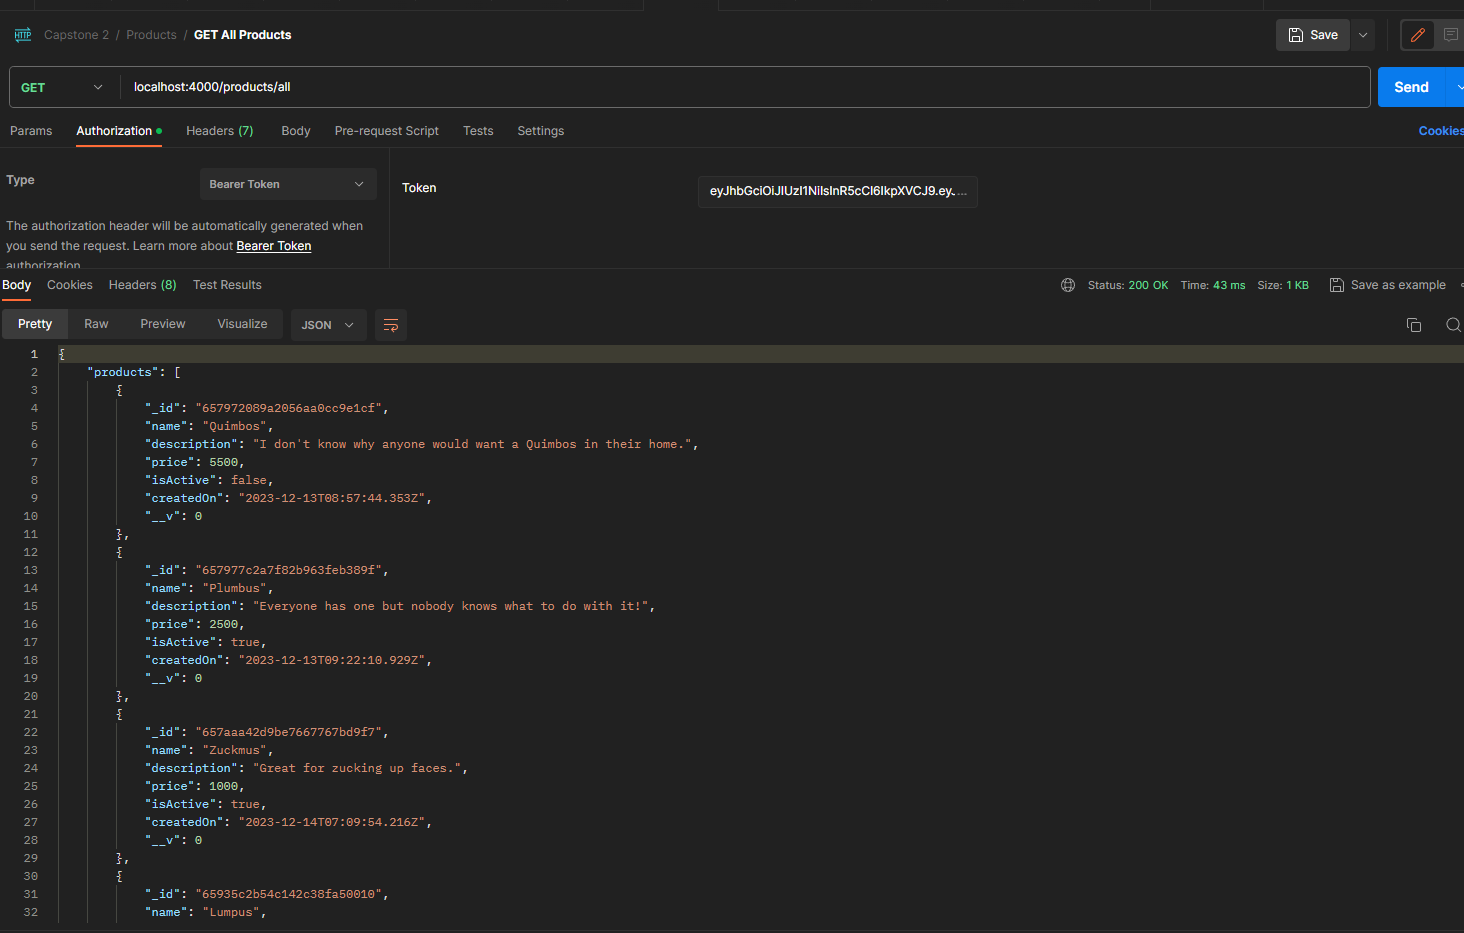 HTTP Capstone 2 / Products / GET All Products
Save
GET localhost:4000/products/all
Send
Params Authorization Headers (7) Body Pre-request Script Tests Settings Cookies
Type Bearer Token
Token eyJhbGciOiJIUzI1NiIsInR5cCI6IkpXVCJ9.eyJ...
The authorization header will be automatically generated when
you send the request. Learn more about Bearer Token
authorization.
Body Cookies Headers (8) Test Results Status: 200 OK Time: 43 ms Size: 1 KB Save as example
Pretty Raw Preview Visualize JSON
1 {
2 "products": [
3 {
4 "_id": "657972089a2056aa0cc9e1cf",
5 "name": "Quimbos",
6 "description": "I don't know why anyone would want a Quimbos in their home.",
7 "price": 5500,
8 "isActive": false,
9 "createdOn": "2023-12-13T08:57:44.353Z",
10 "__v": 0
11 },
12 {
13 "_id": "657977c2a7f82b963feb389f",
14 "name": "Plumbus",
15 "description": "Everyone has one but nobody knows what to do with it!",
16 "price": 2500,
17 "isActive": true,
18 "createdOn": "2023-12-13T09:22:10.929Z",
19 "__v": 0
20 },
21 {
22 "_id": "657aaa42d9be7667767bd9f7",
23 "name": "Zuckmus",
24 "description": "Great for zucking up faces.",
25 "price": 1000,
26 "isActive": true,
27 "createdOn": "2023-12-14T07:09:54.216Z",
28 "__v": 0
29 },
30 {
31 "_id": "65935c2b54c142c38fa50010",
32 "name": "Lumpus",